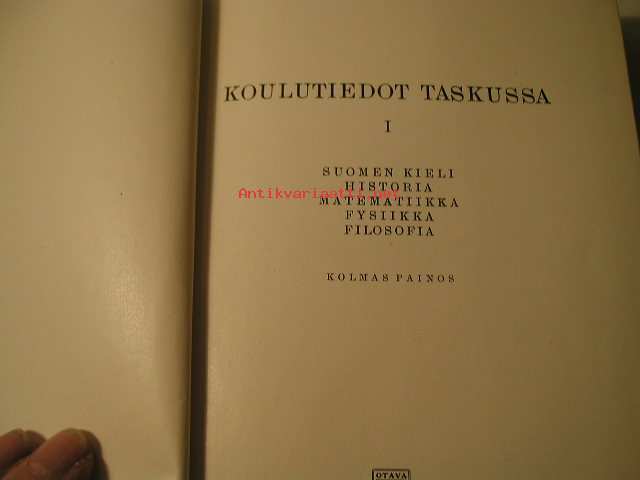 KOULUTIEDOT TASKUSSA
I
SUOMEN KIELI
HISTORIA
Antikvariaatti.net
MATEMATIIKKA
FYSIIKKA
FILOSOFIA
KOLMAS PAINOS
OTAVA